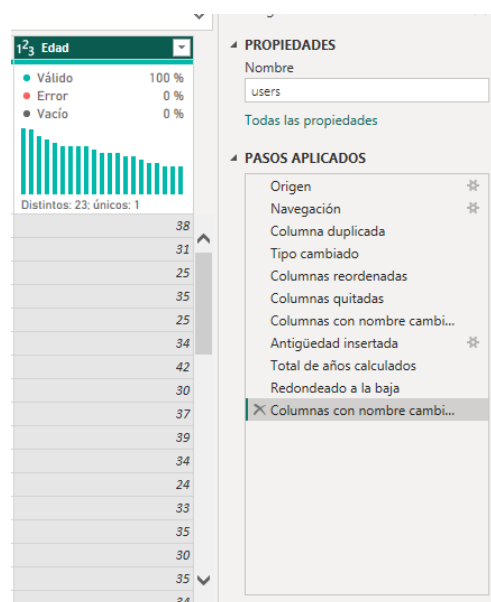 1²3 Edad
Válido 100 %
Error 0 %
Vacío 0 %
Distintos: 23; únicos: 1
38
31
25
35
25
34
42
30
37
39
34
24
33
35
30
35
34
PROPIEDADES
Nombre
users
Todas las propiedades
PASOS APLICADOS
Origen
Navegación
Columna duplicada
Tipo cambiado
Columnas reordenadas
Columnas quitadas
Columnas con nombre cambi...
Antigüedad insertada
Total de años calculados
Redondeado a la baja
Columnas con nombre cambi...